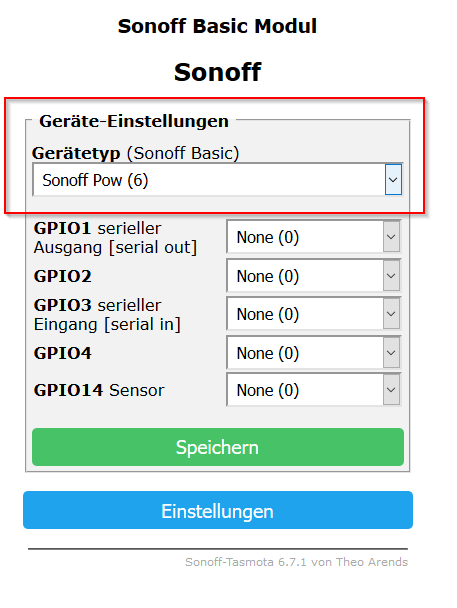 Sonoff Basic Modul
Sonoff
Geräte-Einstellungen
Gerätetyp (Sonoff Basic)
Sonoff Pow (6)
GPIO1 serieller
Ausgang [serial out]
None (0)
GPIO2
None (0)
GPIO3 serieller
Eingang [serial in]
None (0)
GPIO4
None (0)
GPIO14 Sensor
None (0)
Speichern
Einstellungen
Sonoff-Tasmota 6.7.1 von Theo Arends